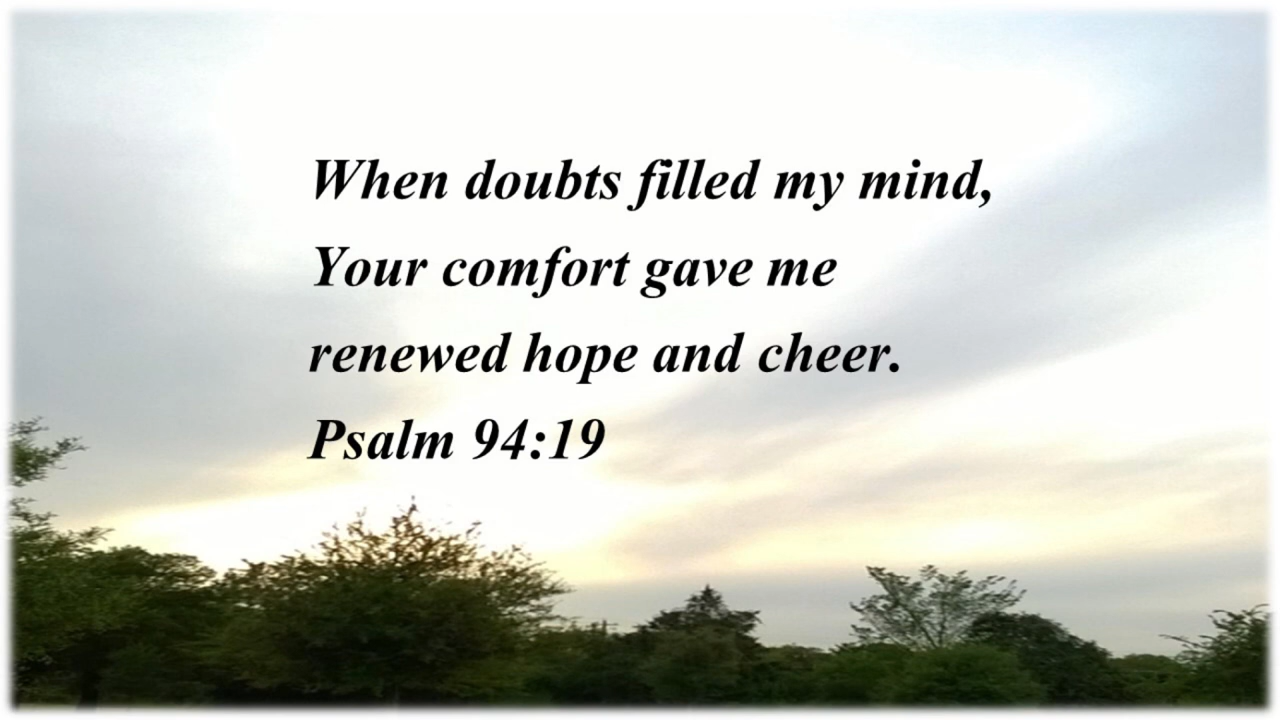 When doubts filled my mind,
Your comfort gave me
renewed hope and cheer.
Psalm 94:19